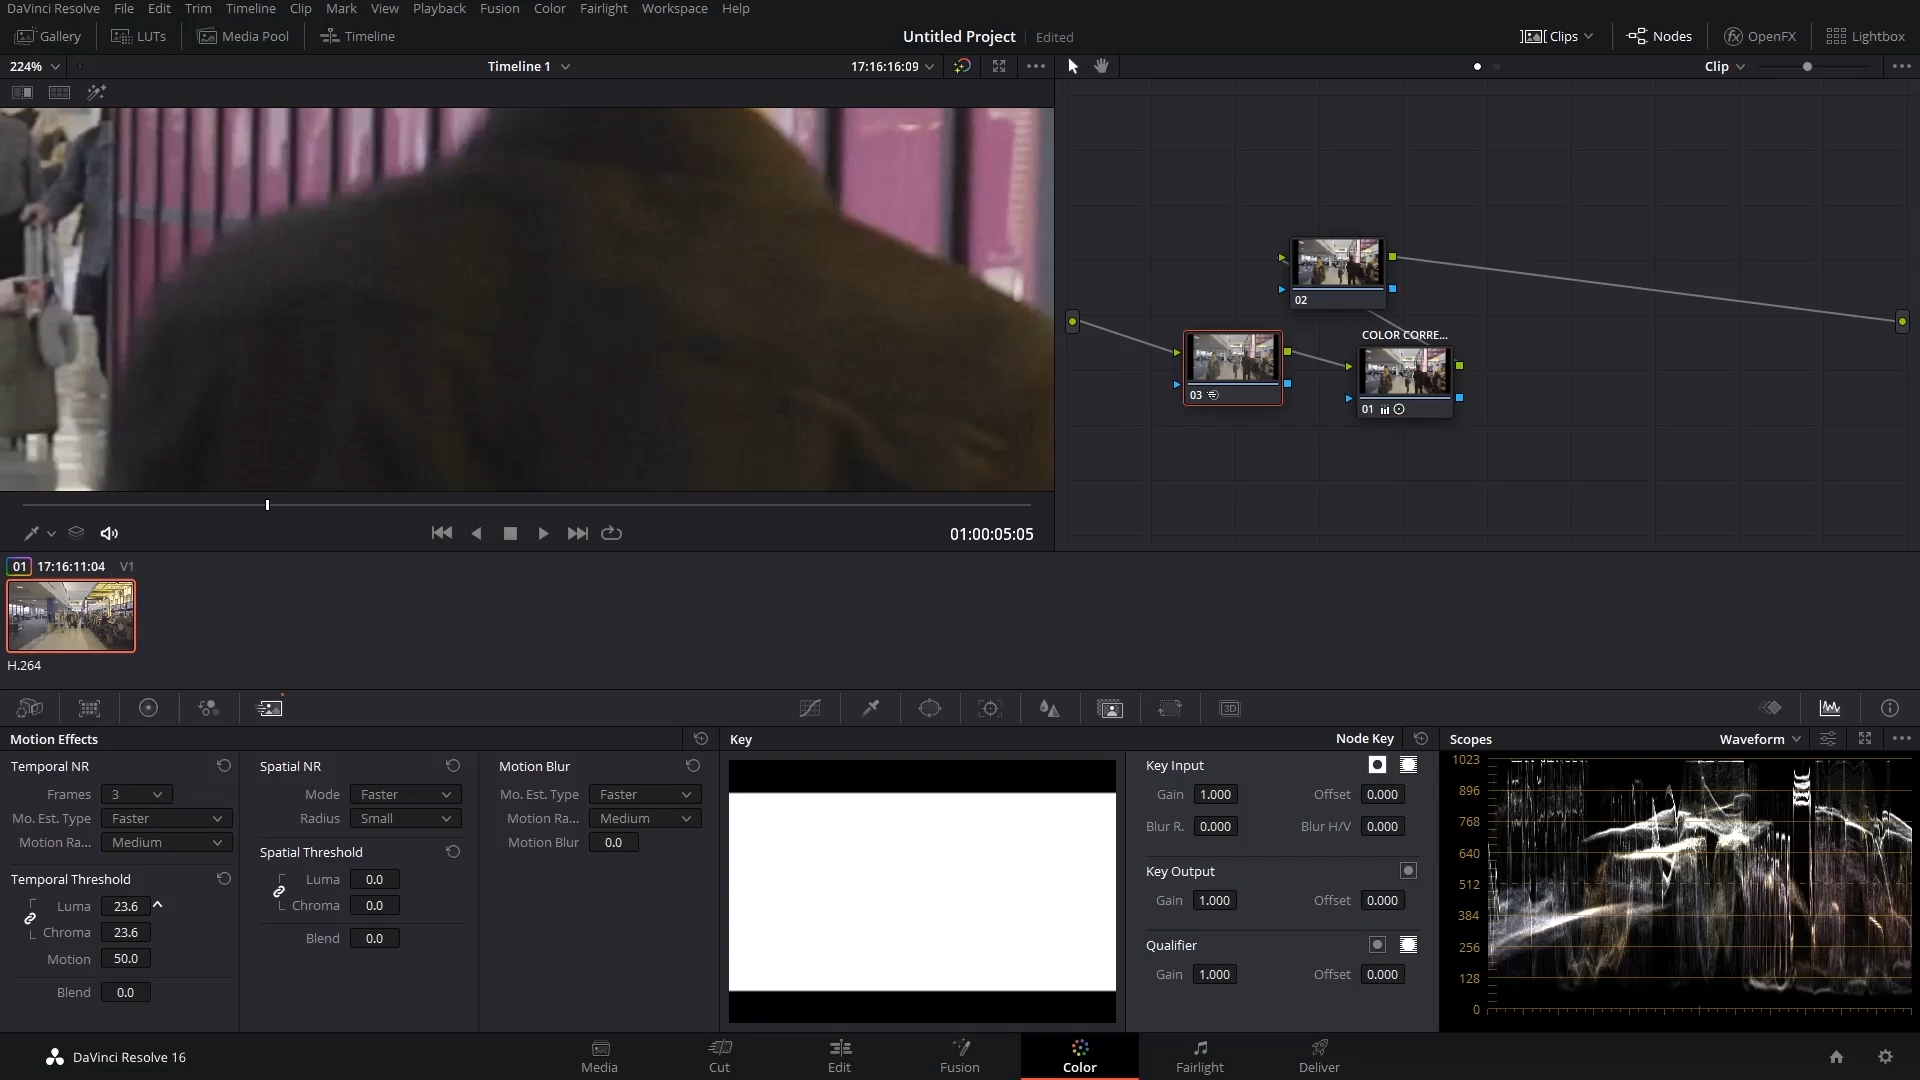 DaVinci Resolve File Edit Trim Timeline Clip Mark View Playback Fusion Color Fairlight Workspace Help
Gallery LUTs Media Pool Timeline Untitled Project Edited Clips Nodes OpenFX Lightbox
224% Timeline 1 17:16:16:09 Clip
02
COLOR CORRE...
03
01
01:00:05:05
01 17:16:11:04 V1
H.264
3D
Motion Effects
Temporal NR
Frames 3
Mo. Est. Type Faster
Motion Ra... Medium
Temporal Threshold
Luma 23.6
Chroma 23.6
Motion 50.0
Blend 0.0
Spatial NR
Mode Faster
Radius Small
Spatial Threshold
Luma 0.0
Chroma 0.0
Blend 0.0
Motion Blur
Mo. Est. Type Faster
Motion Ra... Medium
Motion Blur 0.0
Key Node Key
Key Input
Gain 1.000 Offset 0.000
Blur R. 0.000 Blur H/V 0.000
Key Output
Gain 1.000 Offset 0.000
Qualifier
Gain 1.000 Offset 0.000
Scopes Waveform
1023
896
768
640
512
384
256
128
0
DaVinci Resolve 16 Media Cut Edit Fusion Color Fairlight Deliver